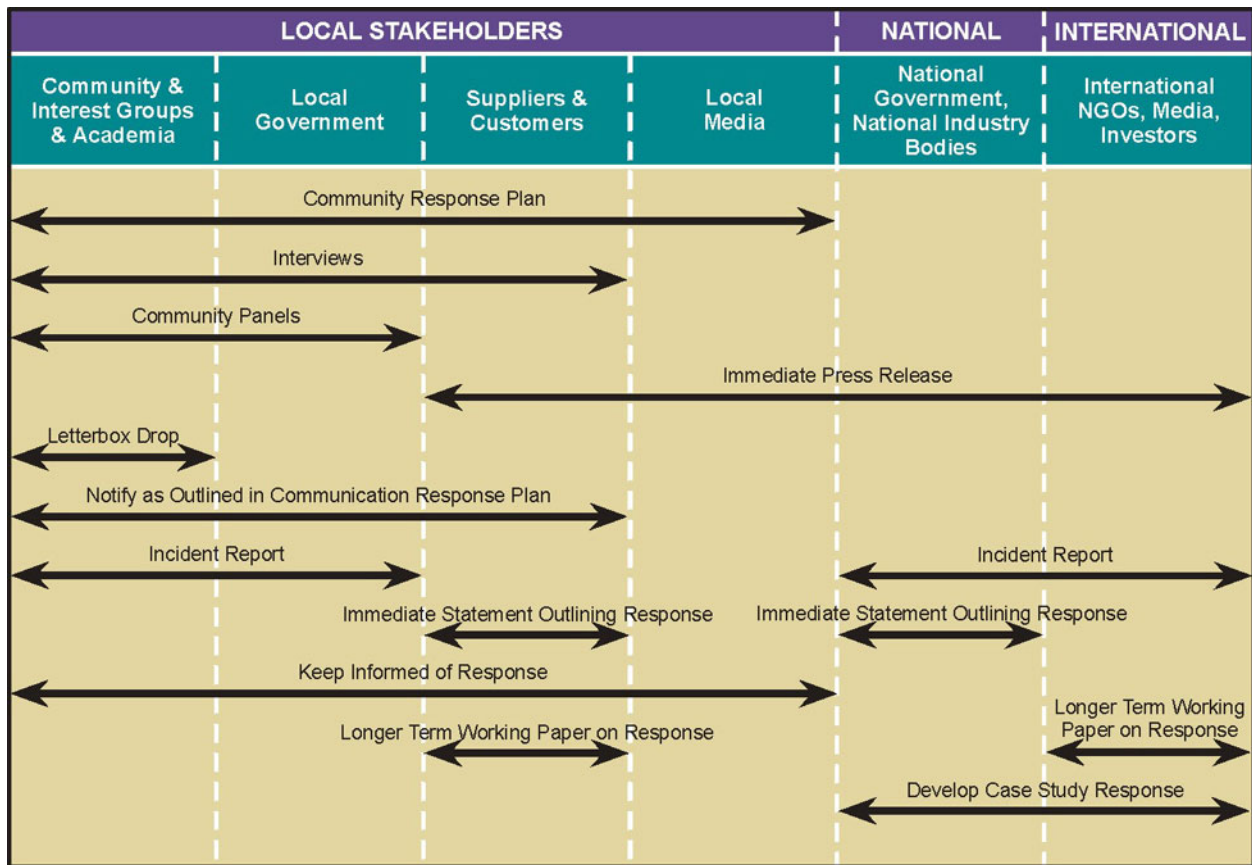 LOCAL STAKEHOLDERS
NATIONAL
INTERNATIONAL
Community &
Interest Groups
& Academia
Local
Government
Suppliers &
Customers
Local
Media
National
Government,
National Industry
Bodies
International
NGOs, Media,
Investors
Community Response Plan
Interviews
Community Panels
Immediate Press Release
Letterbox Drop
Notify as Outlined in Communication Response Plan
Incident Report
Incident Report
Immediate Statement Outlining Response
Immediate Statement Outlining Response
Keep Informed of Response
Longer Term Working Paper on Response
Longer Term Working
Paper on Response
Develop Case Study Response